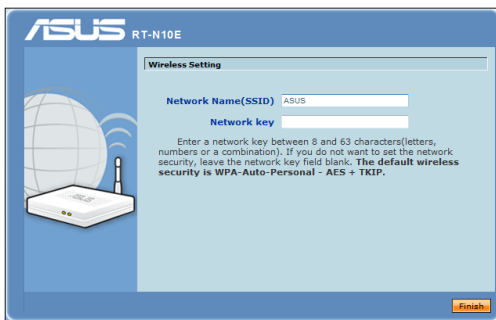 ASUS RT-N10E
Wireless Setting
Network Name(SSID) ASUS
Network key
Enter a network key between 8 and 63 characters(letters,
numbers or a combination). If you do not want to set the network
security, leave the network key field blank. The default wireless
security is WPA-Auto-Personal - AES + TKIP.
ASUS
Finish